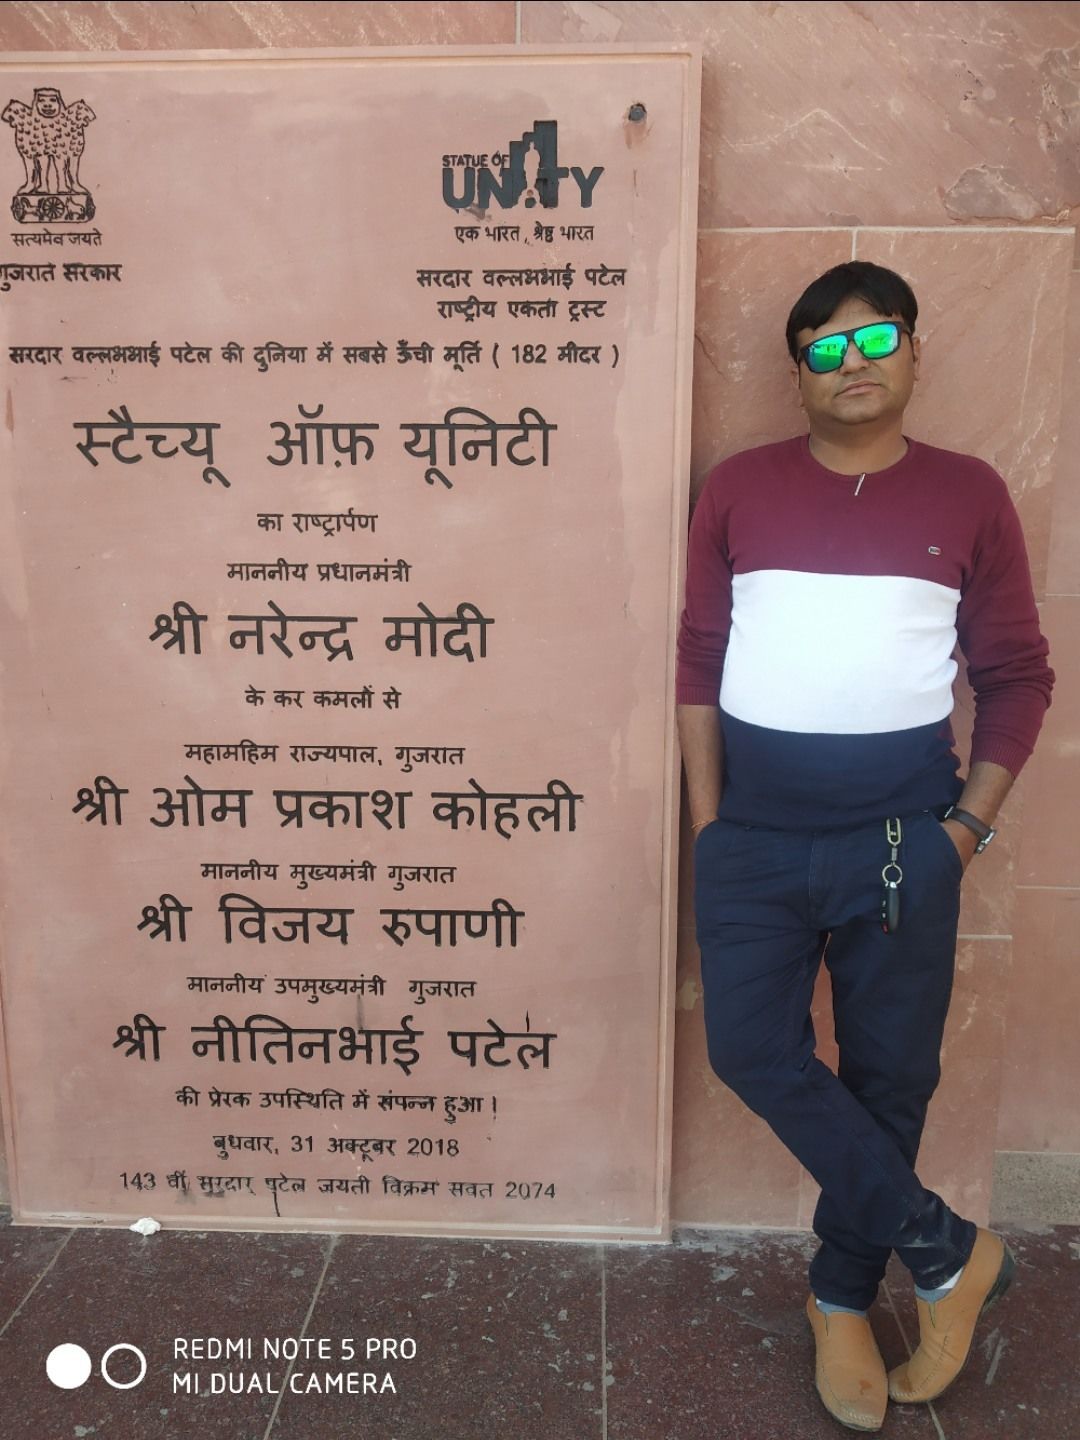 सत्यमेव जयते
गुजरात सरकार
STATUE OF
UNITY
एक भारत, श्रेष्ठ भारत
सरदार वल्लभभाई पटेल
राष्ट्रीय एकता ट्रस्ट
सरदार वल्लभभाई पटेल की दुनिया में सबसे ऊँची मूर्ति ( 182 मीटर )
स्टैच्यू ऑफ़ यूनिटी
का राष्ट्रार्पण
माननीय प्रधानमंत्री
श्री नरेन्द्र मोदी
के कर कमलों से
महामहिम राज्यपाल, गुजरात
श्री ओम प्रकाश कोहली
माननीय मुख्यमंत्री गुजरात
श्री विजय रुपाणी
माननीय उपमुख्यमंत्री गुजरात
श्री नीतिनभाई पटेल
की प्रेरक उपस्थिति में संपन्न हुआ।
बुधवार, 31 अक्टूबर 2018
143 वीं सरदार पटेल जयती विक्रम सवत 2074
REDMI NOTE 5 PRO
MI DUAL CAMERA